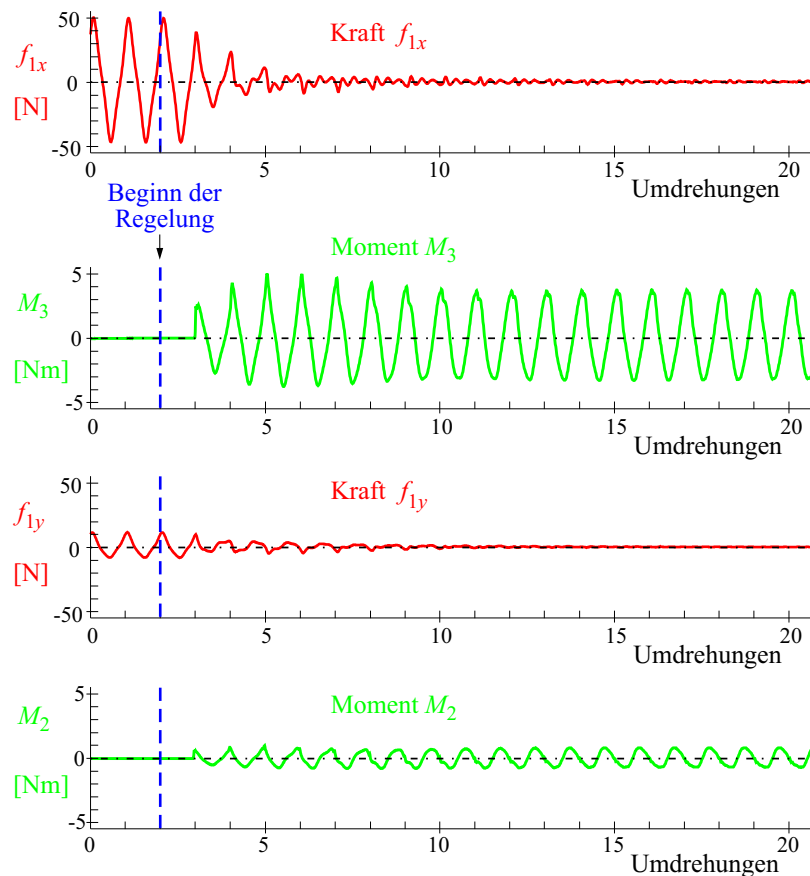 50
Kraft f1x
f1x
0
[N]
-50
0 5 10 15 20
Umdrehungen
Beginn der
Regelung
Moment M3
5
M3
0
[Nm]
-5
0 5 10 15 20
Umdrehungen
50
Kraft f1y
f1y
0
[N]
-50
0 5 10 15 20
Umdrehungen
5
Moment M2
M2
0
[Nm]
-5
0 5 10 15 20
Umdrehungen